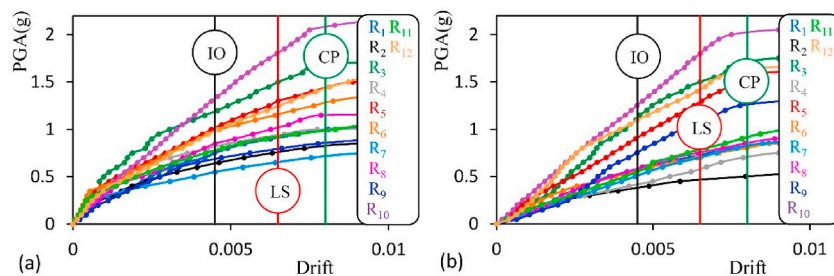 PGA(g)
2
1.5
1
0.5
0
0
0.005
0.01
Drift
(a)
IO
LS
CP
R1 R11
R2 R12
R3
R4
R5
R6
R7
R8
R9
R10
PGA(g)
2
1.5
1
0.5
0
0
0.005
0.01
Drift
(b)
IO
LS
CP
R1 R11
R2 R12
R3
R4
R5
R6
R7
R8
R9
R10